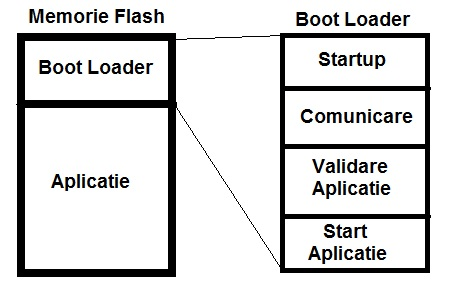 Memorie Flash
Boot Loader
Aplicatie
Boot Loader
Startup
Comunicare
Validare
Aplicatie
Start
Aplicatie